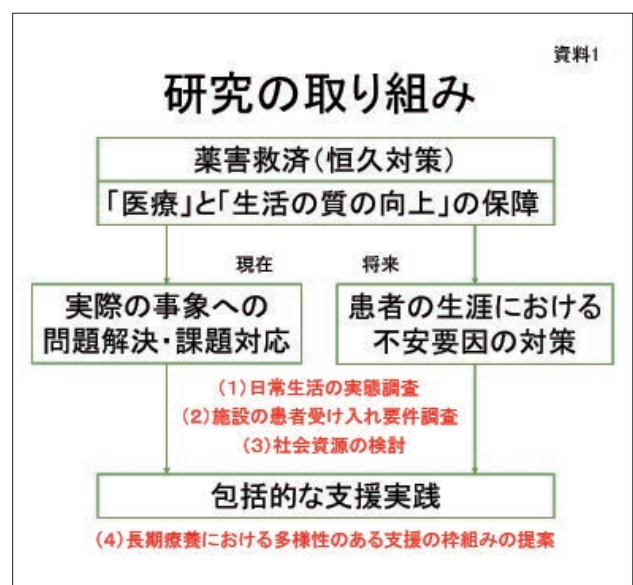 資料1
研究の取り組み
薬害救済(恒久対策)
「医療」と「生活の質の向上」の保障
現在
将来
実際の事象への
問題解決・課題対応
患者の生涯における
不安要因の対策
(1)日常生活の実態調査
(2)施設の患者受け入れ要件調査
(3)社会資源の検討
包括的な支援実践
(4)長期療養における多様性のある支援の枠組みの提案